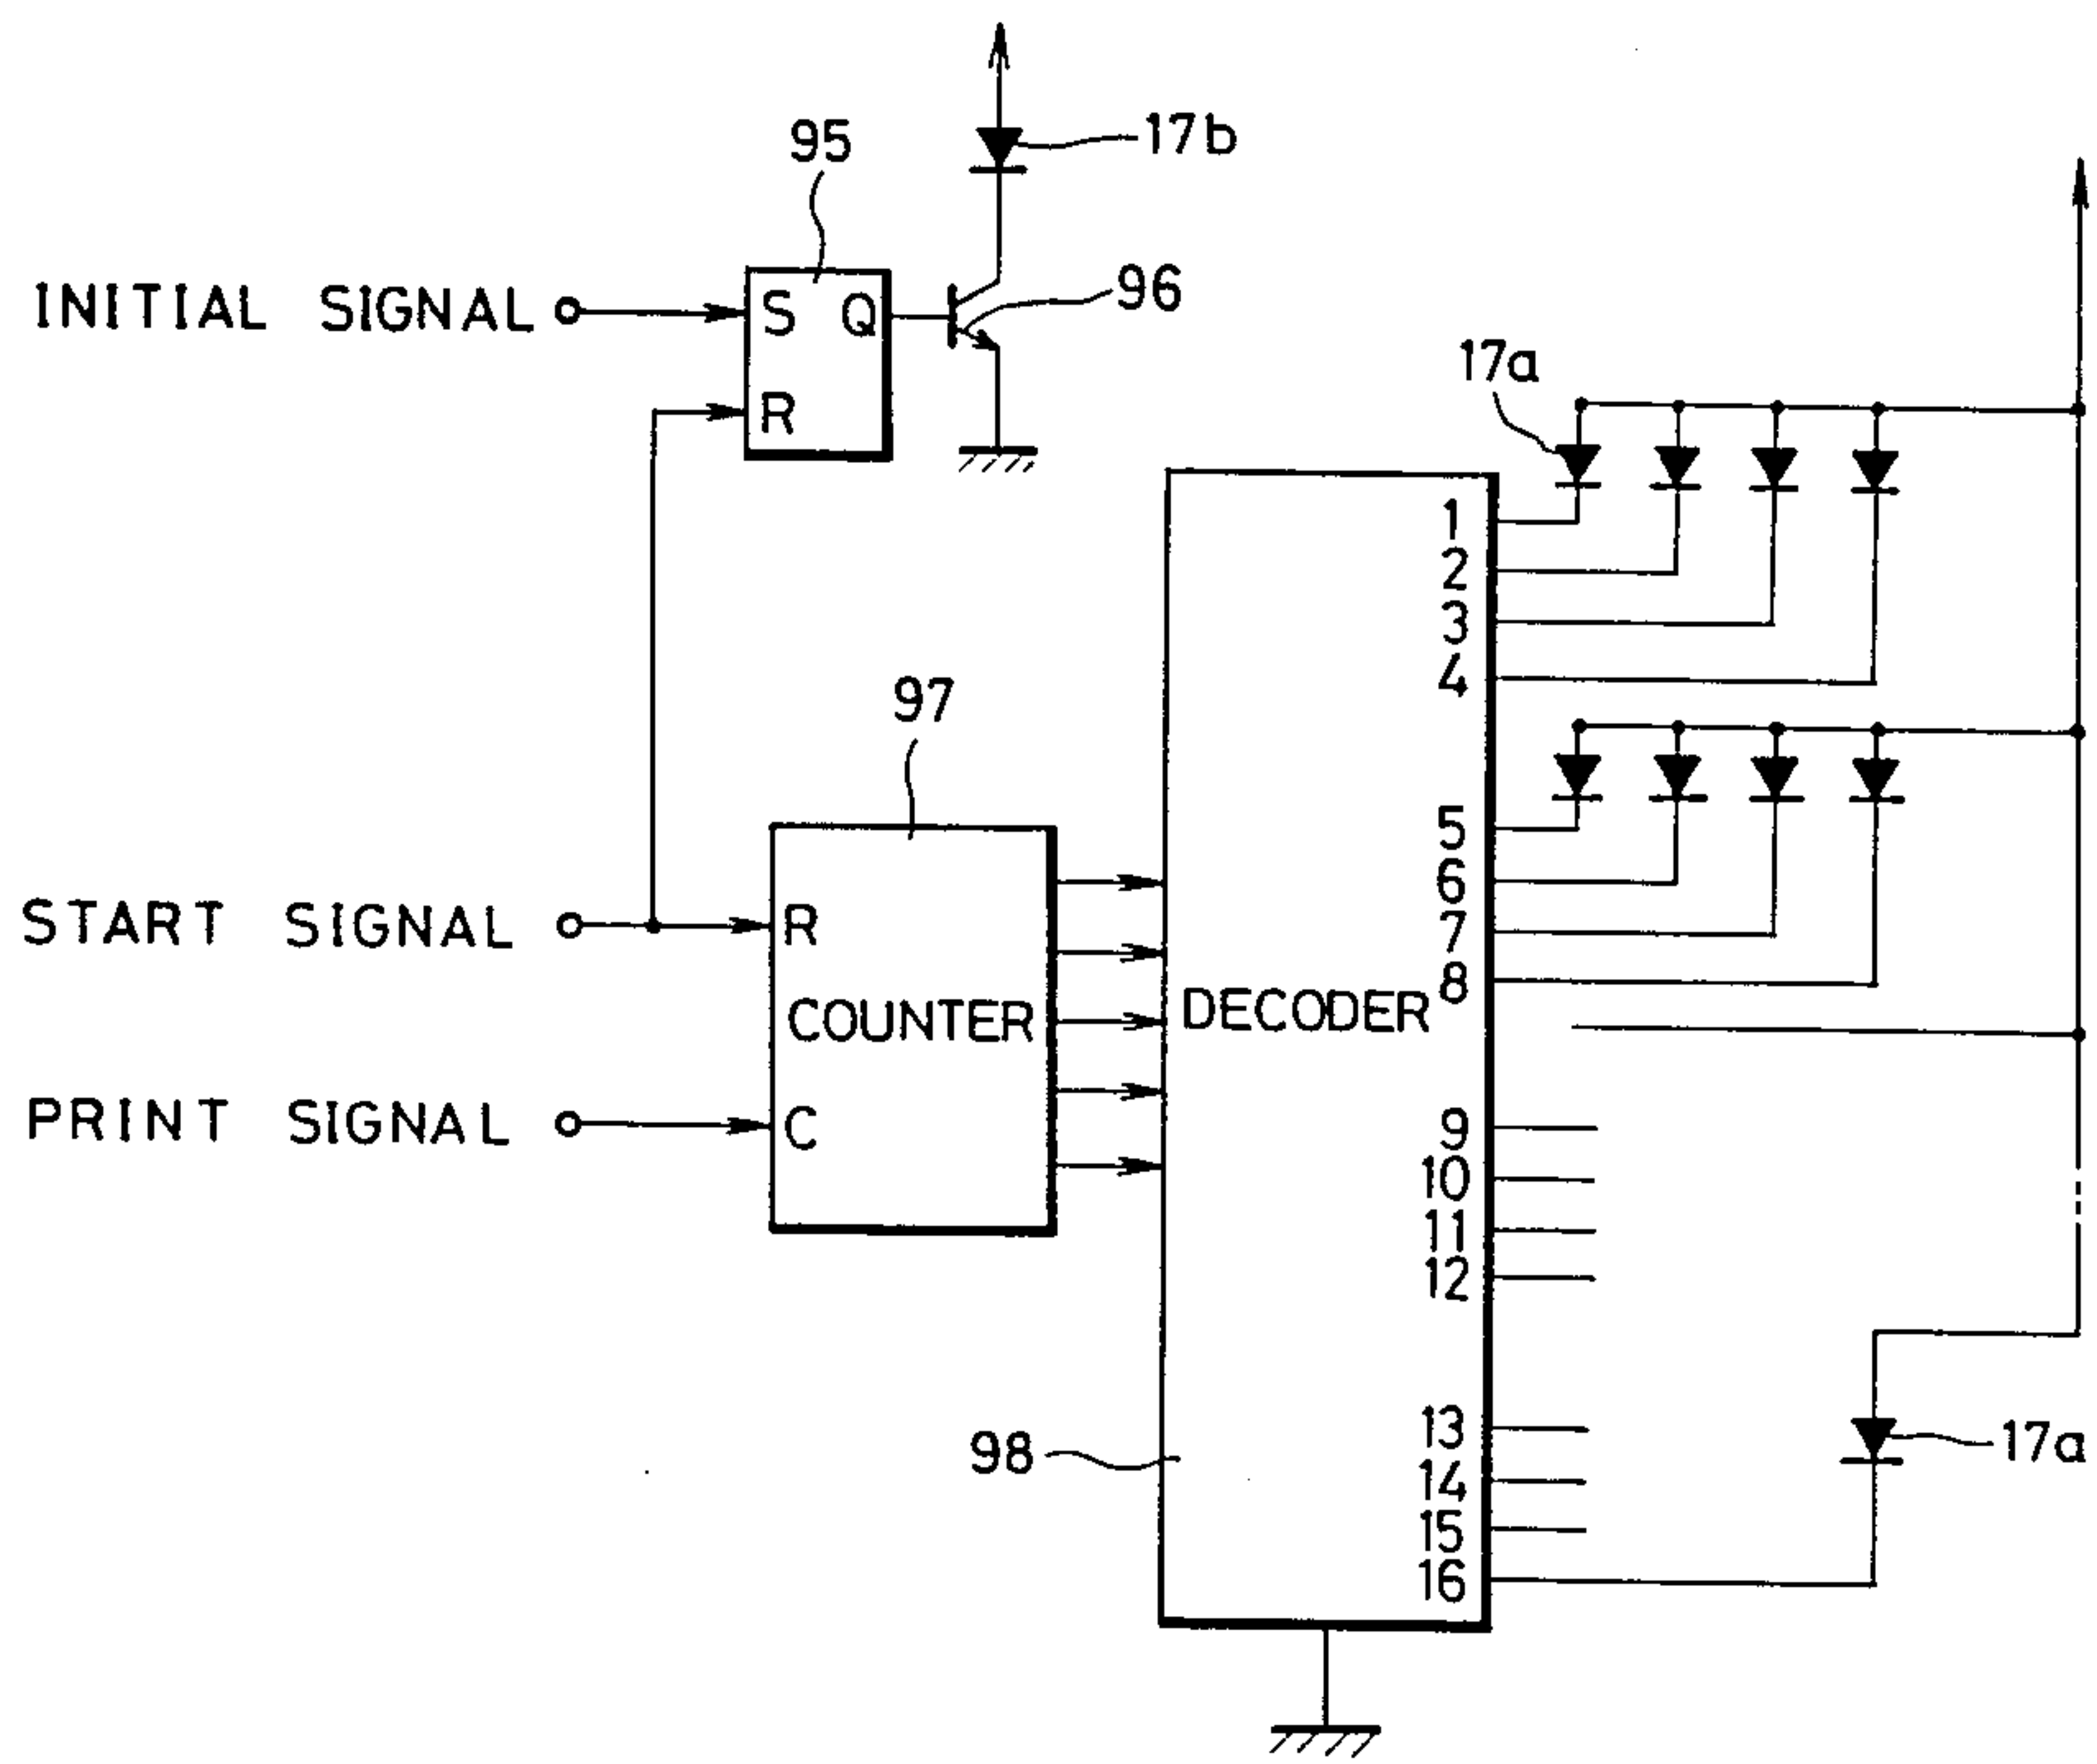 95
17b
INITIAL SIGNAL
S Q
96
R
17a
1
2
3
4
97
5
6
7
8
START SIGNAL
R
COUNTER
DECODER
PRINT SIGNAL
C
9
10
11
12
98
13
14
15
16
17a